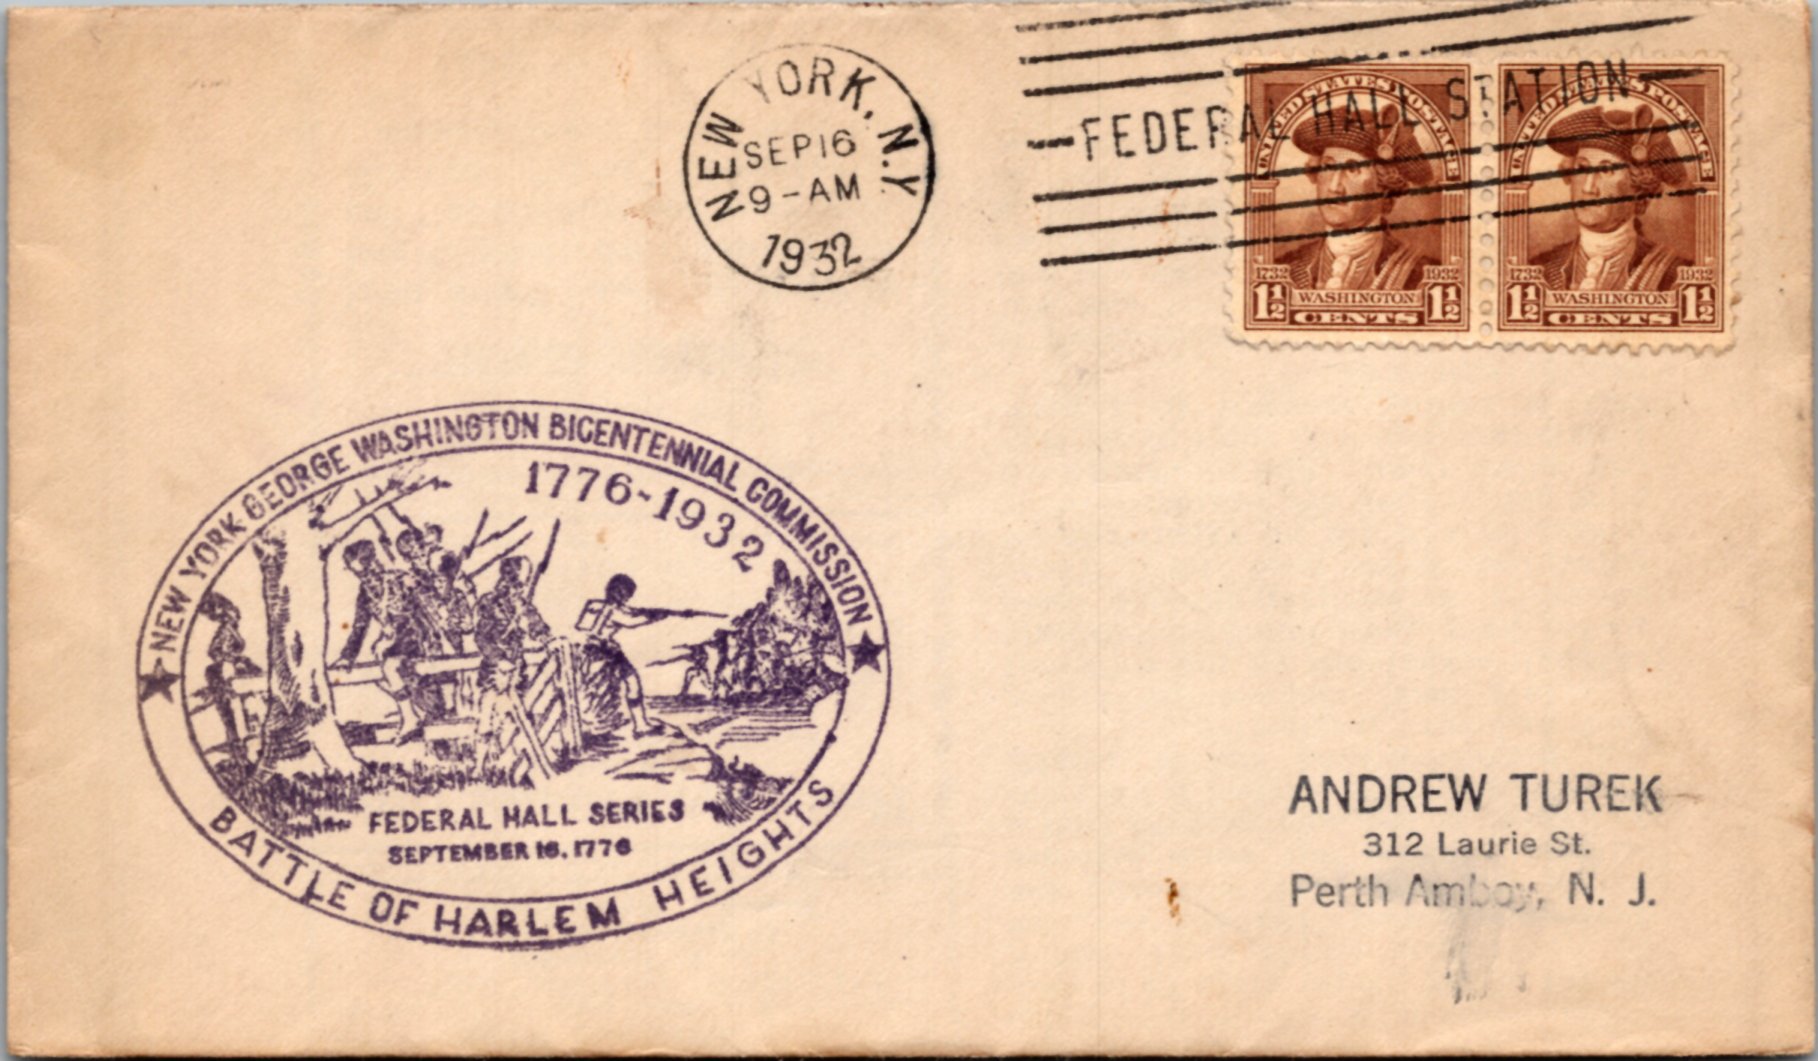 NEW YORK, N.Y.
SEP 16
9-AM
1932
FEDERAL HALL STATION
UNITED STATES POSTAGE
1732 1932
WASHINGTON
1½ CENTS 1½
UNITED STATES POSTAGE
1732 1932
WASHINGTON
1½ CENTS 1½
NEW YORK GEORGE WASHINGTON BICENTENNIAL COMMISSION
1776-1932
FEDERAL HALL SERIES
SEPTEMBER 16, 1776
BATTLE OF HARLEM HEIGHTS
ANDREW TUREK
312 Laurie St.
Perth Amboy, N. J.